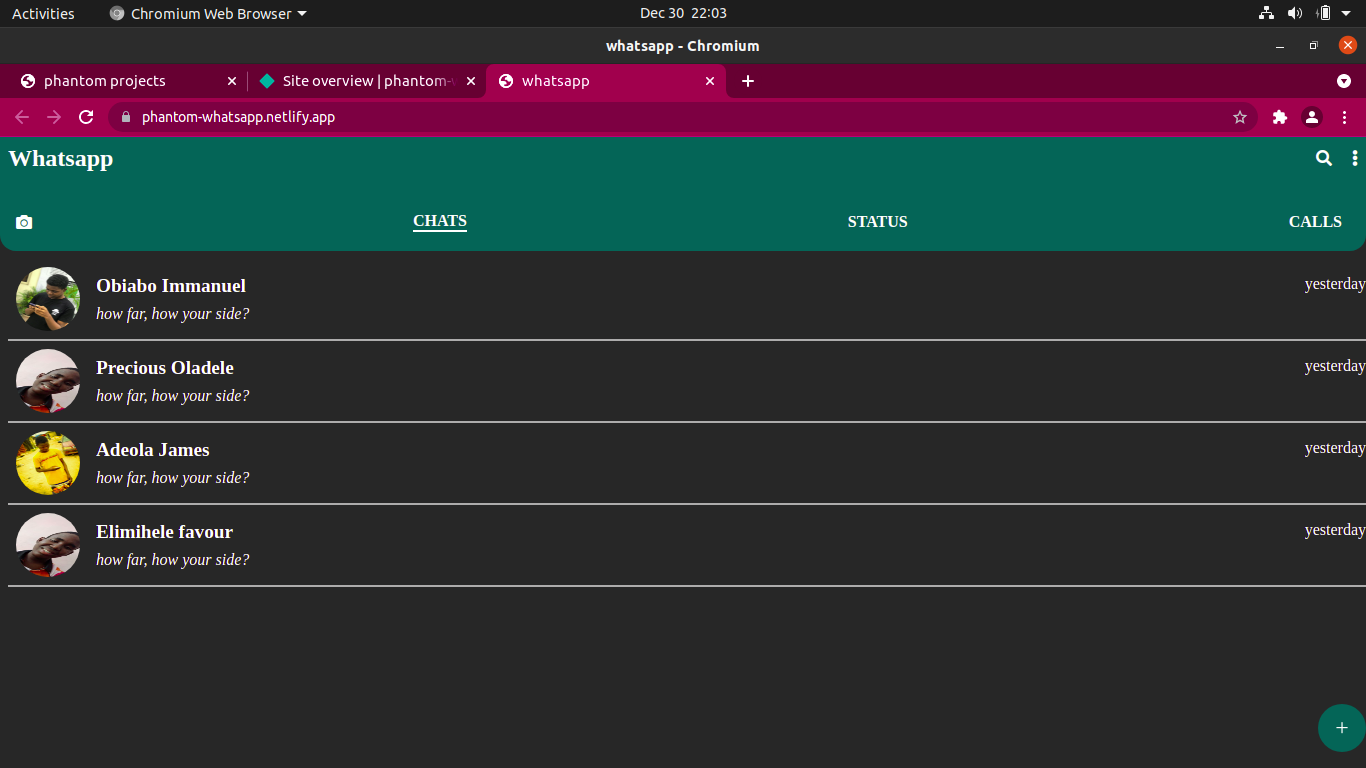 Activities Chromium Web Browser Dec 30 22:03
whatsapp - Chromium
phantom projects Site overview | phantom- whatsapp
phantom-whatsapp.netlify.app
Whatsapp
CHATS STATUS CALLS
Obiabo Immanuel yesterday
how far, how your side?
Precious Oladele yesterday
how far, how your side?
Adeola James yesterday
how far, how your side?
Elimihele favour yesterday
how far, how your side?